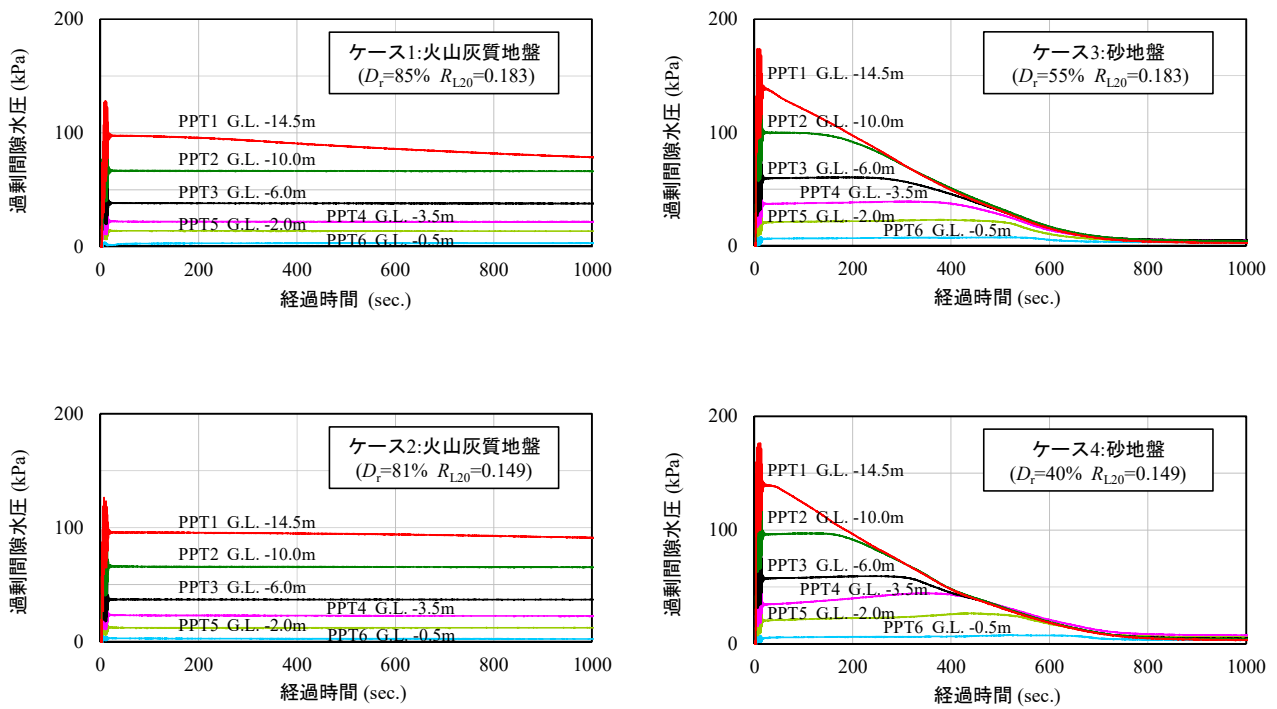 過剰間隙水圧 (kPa)
200
100
0
ケース1:火山灰質地盤
(Dr=85% RL20=0.183)
PPT1 G.L. -14.5m
PPT2 G.L. -10.0m
PPT3 G.L. -6.0m
PPT4 G.L. -3.5m
PPT5 G.L. -2.0m
PPT6 G.L. -0.5m
0 200 400 600 800 1000
経過時間 (sec.)
過剰間隙水圧 (kPa)
200
100
0
ケース3:砂地盤
(Dr=55% RL20=0.183)
PPT1 G.L. -14.5m
PPT2 G.L. -10.0m
PPT3 G.L. -6.0m
PPT4 G.L. -3.5m
PPT5 G.L. -2.0m
PPT6 G.L. -0.5m
0 200 400 600 800 1000
経過時間 (sec.)
過剰間隙水圧 (kPa)
200
100
0
ケース2:火山灰質地盤
(Dr=81% RL20=0.149)
PPT1 G.L. -14.5m
PPT2 G.L. -10.0m
PPT3 G.L. -6.0m
PPT4 G.L. -3.5m
PPT5 G.L. -2.0m
PPT6 G.L. -0.5m
0 200 400 600 800 1000
経過時間 (sec.)
過剰間隙水圧 (kPa)
200
100
0
ケース4:砂地盤
(Dr=40% RL20=0.149)
PPT1 G.L. -14.5m
PPT2 G.L. -10.0m
PPT3 G.L. -6.0m
PPT4 G.L. -3.5m
PPT5 G.L. -2.0m
PPT6 G.L. -0.5m
0 200 400 600 800 1000
経過時間 (sec.)